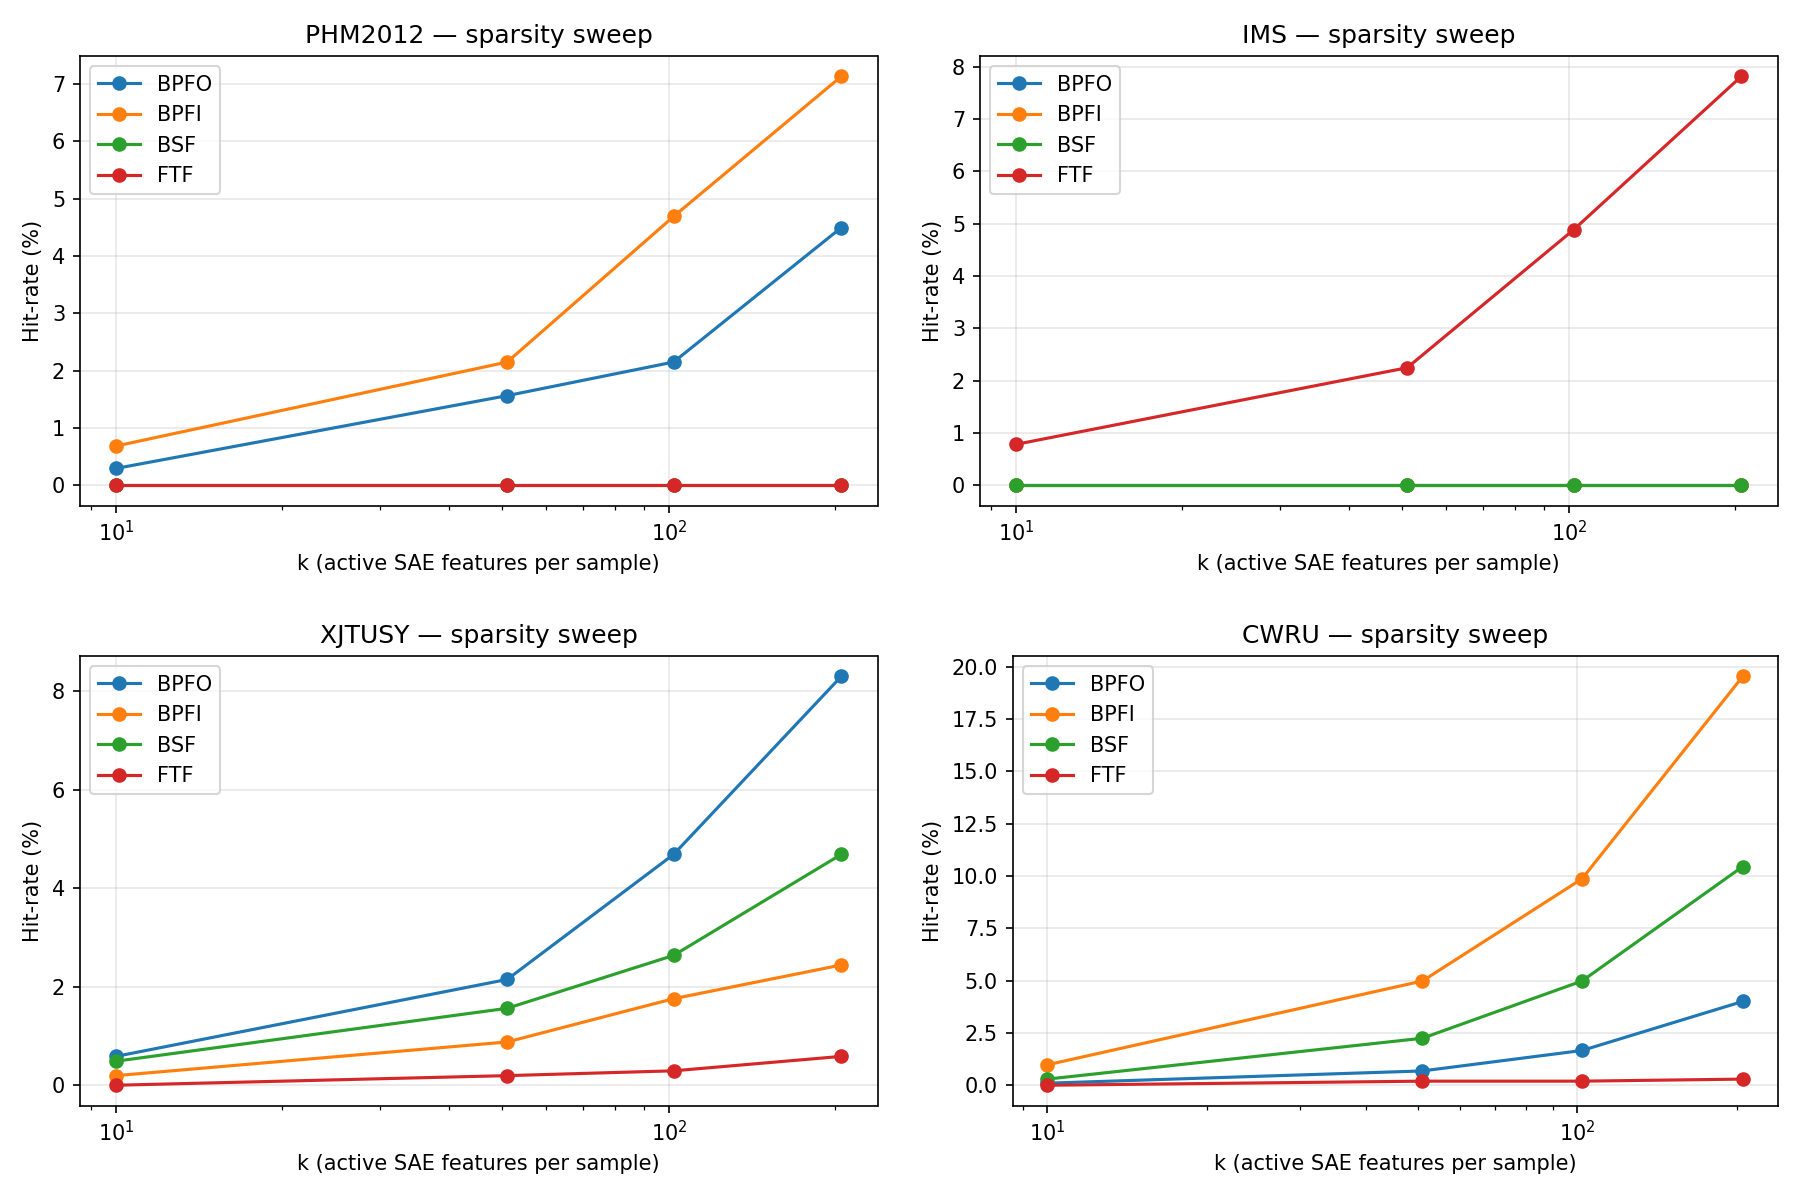 PHM2012 — sparsity sweep
7
6
5
4
3
2
1
0
Hit-rate (%)
BPFO
BPFI
BSF
FTF
10¹
10²
k (active SAE features per sample)
IMS — sparsity sweep
8
7
6
5
4
3
2
1
0
Hit-rate (%)
BPFO
BPFI
BSF
FTF
10¹
10²
k (active SAE features per sample)
XJTUSY — sparsity sweep
8
6
4
2
0
Hit-rate (%)
BPFO
BPFI
BSF
FTF
10¹
10²
k (active SAE features per sample)
CWRU — sparsity sweep
20.0
17.5
15.0
12.5
10.0
7.5
5.0
2.5
0.0
Hit-rate (%)
BPFO
BPFI
BSF
FTF
10¹
10²
k (active SAE features per sample)